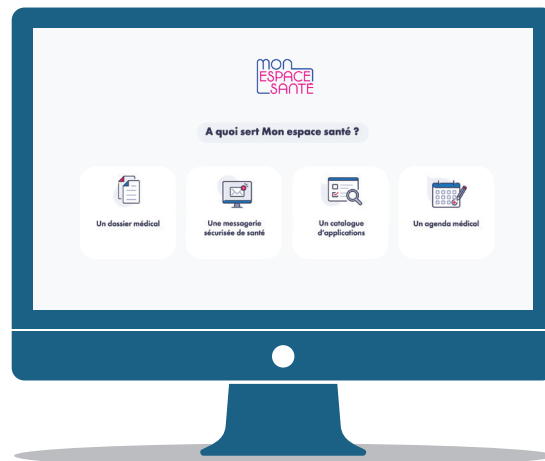 mon
ESPACE
SANTÉ
A quoi sert Mon espace santé ?
Un dossier médical
Une messagerie
sécurisée de santé
Un catalogue
d'applications
Un agenda médical